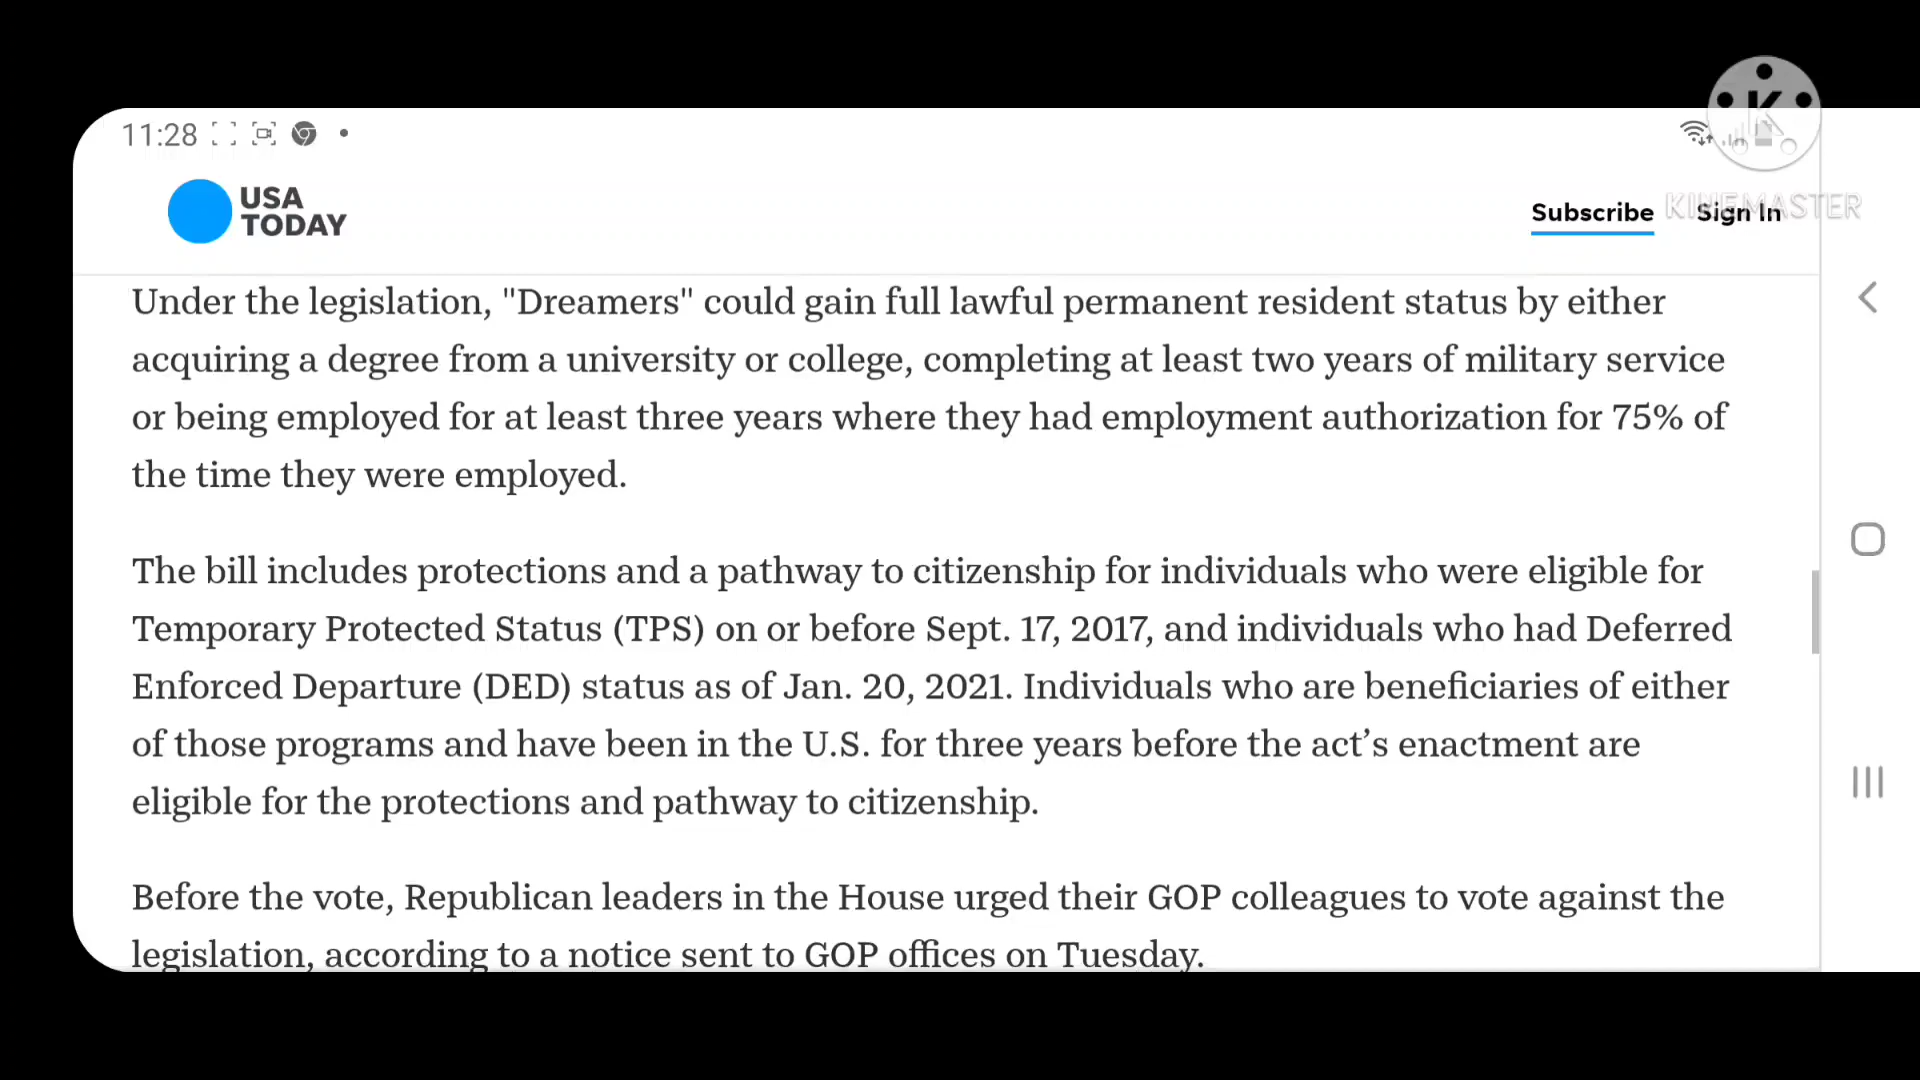 11:28
K
KINEMASTER
USA
TODAY
Subscribe
Sign In
Under the legislation, "Dreamers" could gain full lawful permanent resident status by either
acquiring a degree from a university or college, completing at least two years of military service
or being employed for at least three years where they had employment authorization for 75% of
the time they were employed.
The bill includes protections and a pathway to citizenship for individuals who were eligible for
Temporary Protected Status (TPS) on or before Sept. 17, 2017, and individuals who had Deferred
Enforced Departure (DED) status as of Jan. 20, 2021. Individuals who are beneficiaries of either
of those programs and have been in the U.S. for three years before the act’s enactment are
eligible for the protections and pathway to citizenship.
Before the vote, Republican leaders in the House urged their GOP colleagues to vote against the
legislation, according to a notice sent to GOP offices on Tuesday.